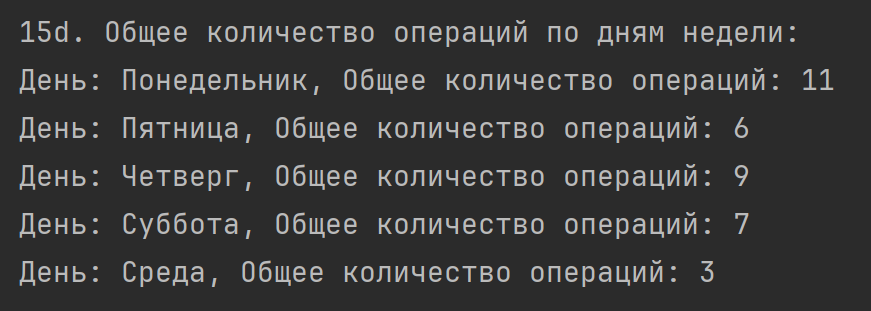 15d. Общее количество операций по дням недели:
День: Понедельник, Общее количество операций: 11
День: Пятница, Общее количество операций: 6
День: Четверг, Общее количество операций: 9
День: Суббота, Общее количество операций: 7
День: Среда, Общее количество операций: 3